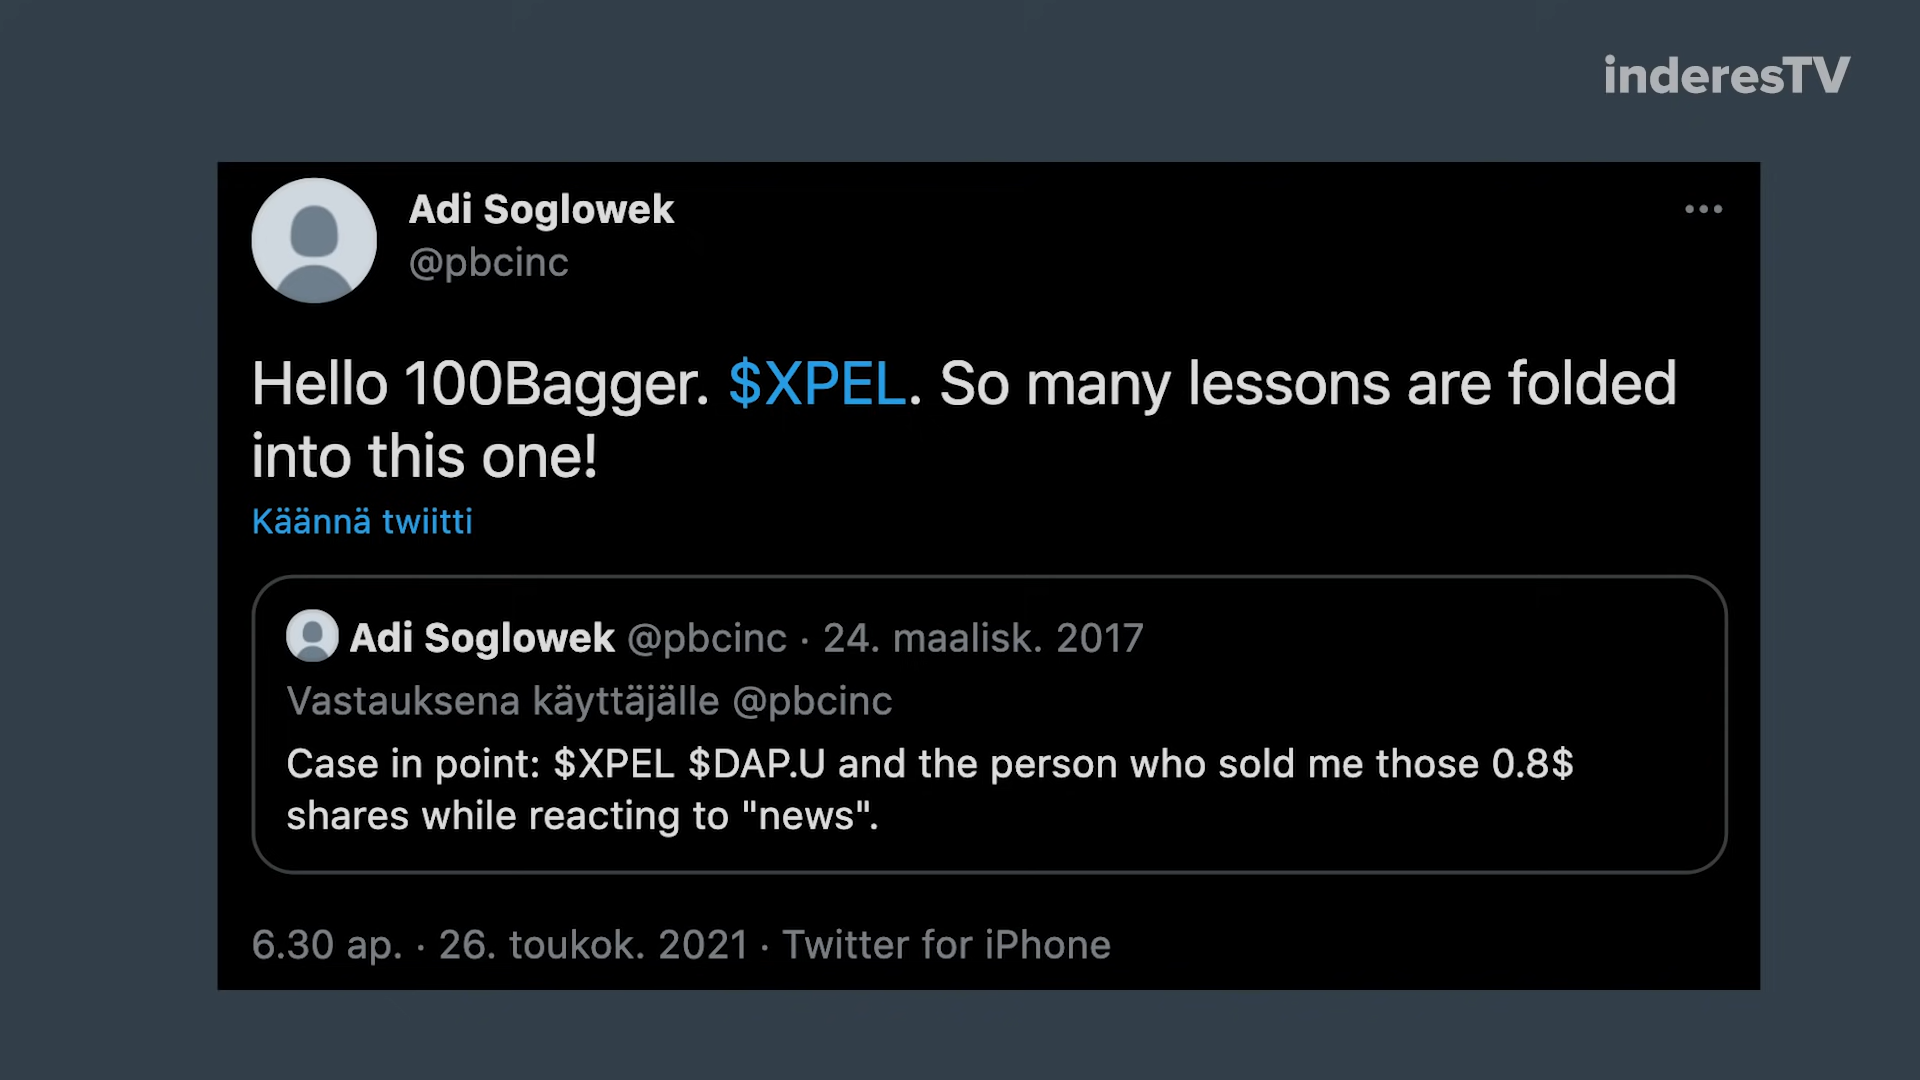 inderesTV
Adi Soglowek
@pbcinc
Hello 100Bagger. $XPEL. So many lessons are folded
into this one!
Käännä twiitti
Adi Soglowek @pbcinc · 24. maalisk. 2017
Vastauksena käyttäjälle @pbcinc
Case in point: $XPEL $DAP.U and the person who sold me those 0.8$
shares while reacting to "news".
6.30 ap. · 26. toukok. 2021 · Twitter for iPhone